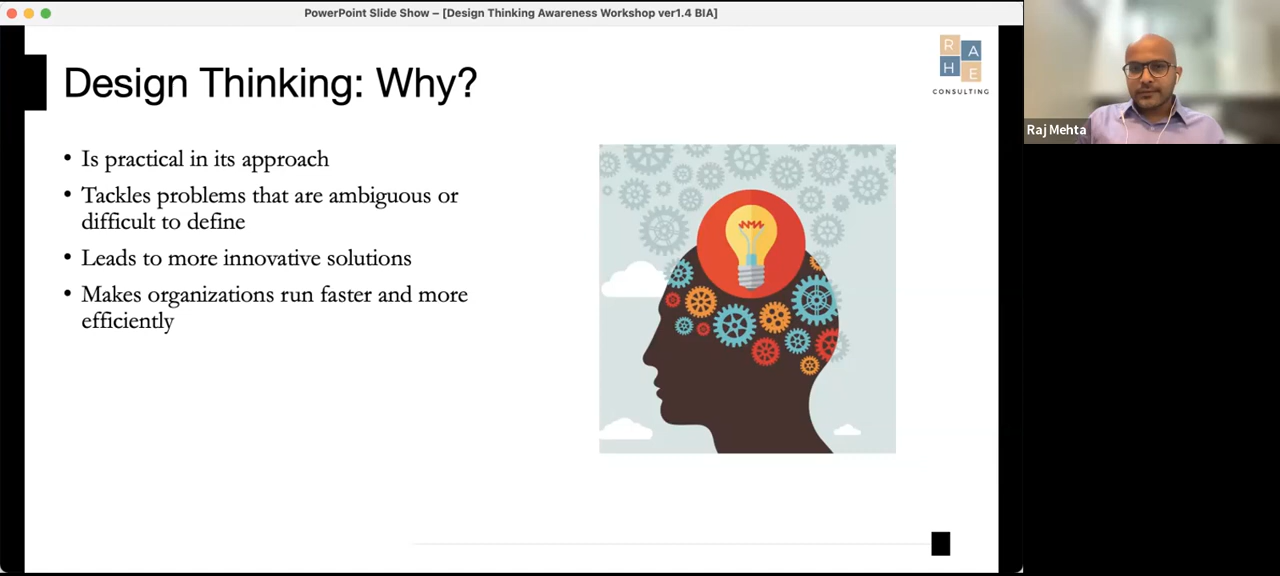 PowerPoint Slide Show – [Design Thinking Awareness Workshop ver1.4 BIA]
Design Thinking: Why?
R A
H E
CONSULTING
• Is practical in its approach
• Tackles problems that are ambiguous or
difficult to define
• Leads to more innovative solutions
• Makes organizations run faster and more
efficiently
Raj Mehta